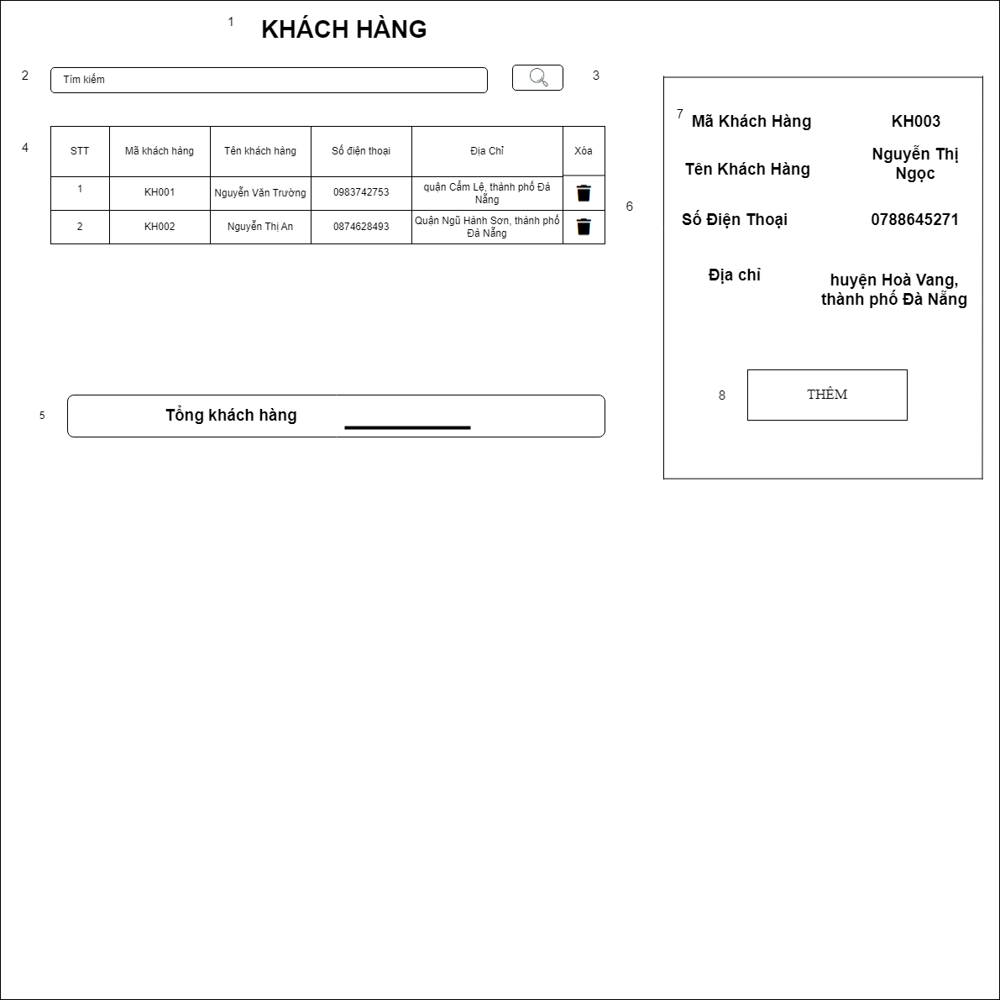 1
KHÁCH HÀNG
2
Tìm kiếm
3
4
STT Mã khách hàng Tên khách hàng Số điện thoại Địa Chỉ Xóa
1 KH001 Nguyễn Văn Trường 0983742753 quận Cẩm Lệ, thành phố Đà
Nẵng
2 KH002 Nguyễn Thị An 0874628493 Quận Ngũ Hành Sơn, thành phố
Đà Nẵng
5
Tổng khách hàng
6
7
Mã Khách Hàng KH003
Tên Khách Hàng Nguyễn Thị
Ngọc
Số Điện Thoại 0788645271
Địa chỉ huyện Hoà Vang,
thành phố Đà Nẵng
8
THÊM